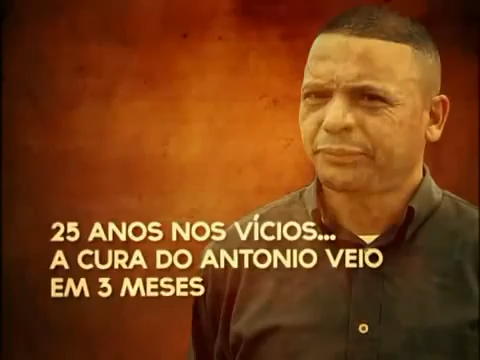 25 ANOS NOS VÍCIOS...
A CURA DO ANTONIO VEIO
EM 3 MESES